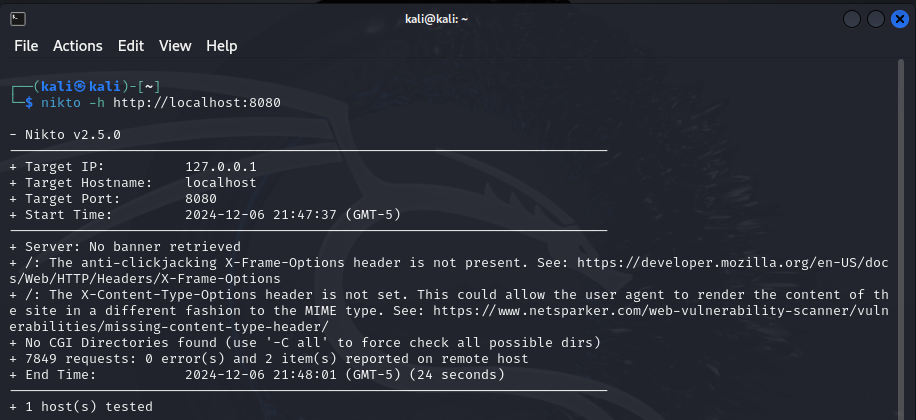 kali@kali: ~
File Actions Edit View Help
┌──(kali㉿kali)-[~]
└─$ nikto -h http://localhost:8080
- Nikto v2.5.0
---------------------------------------------------------------------------
+ Target IP:          127.0.0.1
+ Target Hostname:    localhost
+ Target Port:        8080
+ Start Time:         2024-12-06 21:47:37 (GMT-5)
---------------------------------------------------------------------------
+ Server: No banner retrieved
+ /: The anti-clickjacking X-Frame-Options header is not present. See: https://developer.mozilla.org/en-US/doc
s/Web/HTTP/Headers/X-Frame-Options
+ /: The X-Content-Type-Options header is not set. This could allow the user agent to render the content of th
e site in a different fashion to the MIME type. See: https://www.netsparker.com/web-vulnerability-scanner/vuln
erabilities/missing-content-type-header/
+ No CGI Directories found (use '-C all' to force check all possible dirs)
+ 7849 requests: 0 error(s) and 2 item(s) reported on remote host
+ End Time:           2024-12-06 21:48:01 (GMT-5) (24 seconds)
---------------------------------------------------------------------------
+ 1 host(s) tested